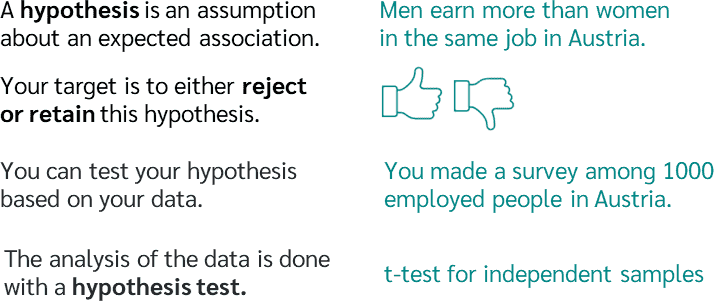 A hypothesis is an assumption
about an expected association.
Men earn more than women
in the same job in Austria.
Your target is to either reject
or retain this hypothesis.
You can test your hypothesis
based on your data.
You made a survey among 1000
employed people in Austria.
The analysis of the data is done
with a hypothesis test.
t-test for independent samples